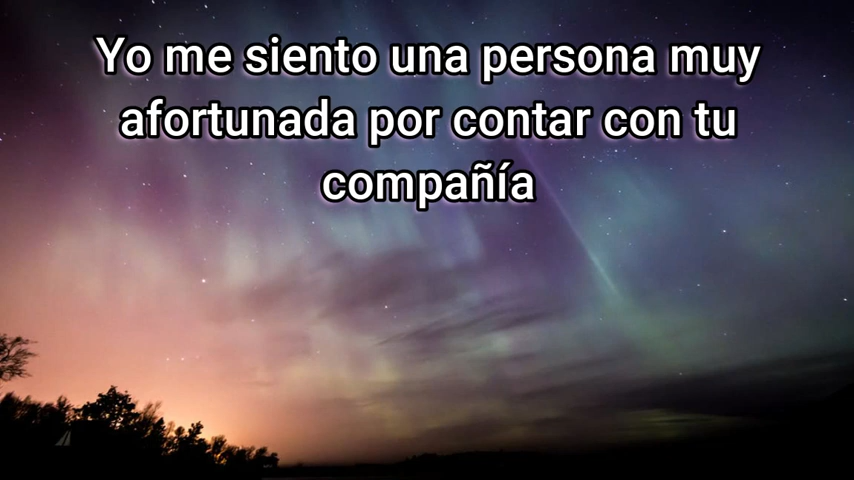 Yo me siento una persona muy
afortunada por contar con tu
compañía